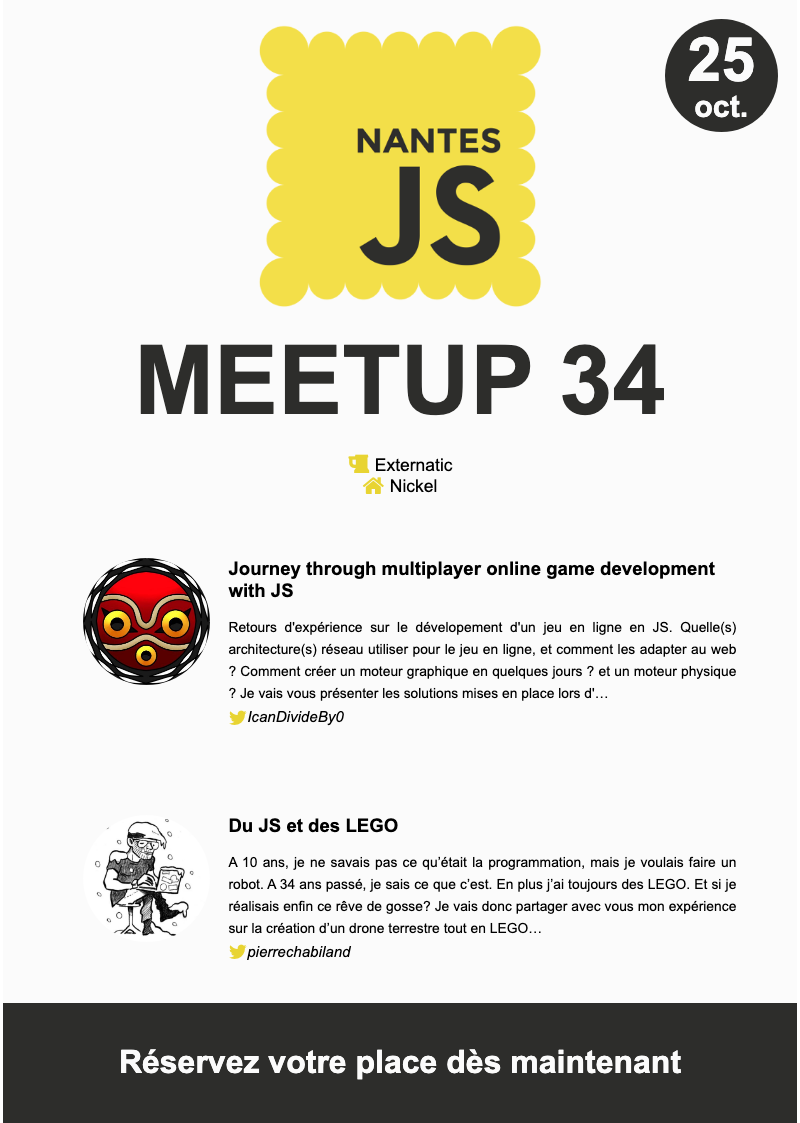 25
oct.
NANTES
JS
MEETUP 34
Externatic
Nickel
Journey through multiplayer online game development
with JS
Retours d'expérience sur le dévelopement d'un jeu en ligne en JS. Quelle(s)
architecture(s) réseau utiliser pour le jeu en ligne, et comment les adapter au web
? Comment créer un moteur graphique en quelques jours ? et un moteur physique
? Je vais vous présenter les solutions mises en place lors d'…
IcanDivideBy0
Du JS et des LEGO
A 10 ans, je ne savais pas ce qu’était la programmation, mais je voulais faire un
robot. A 34 ans passé, je sais ce que c’est. En plus j’ai toujours des LEGO. Et si je
réalisais enfin ce rêve de gosse? Je vais donc partager avec vous mon expérience
sur la création d’un drone terrestre tout en LEGO…
pierrechabiland
Réservez votre place dès maintenant